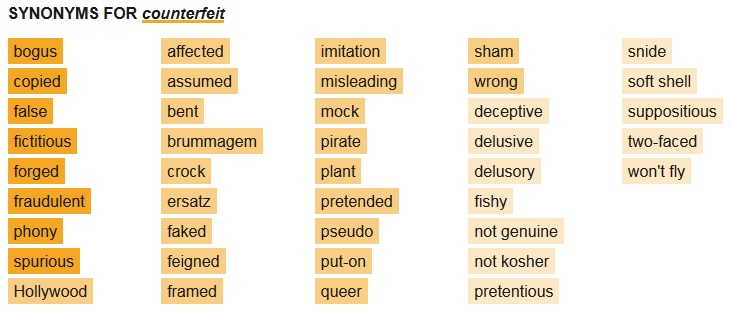 SYNONYMS FOR counterfeit
bogus
copied
false
fictitious
forged
fraudulent
phony
spurious
Hollywood
affected
assumed
bent
brummagem
crock
ersatz
faked
feigned
framed
imitation
misleading
mock
pirate
plant
pretended
pseudo
put-on
queer
sham
wrong
deceptive
delusive
delusory
fishy
not genuine
not kosher
pretentious
snide
soft shell
suppositious
two-faced
won't fly